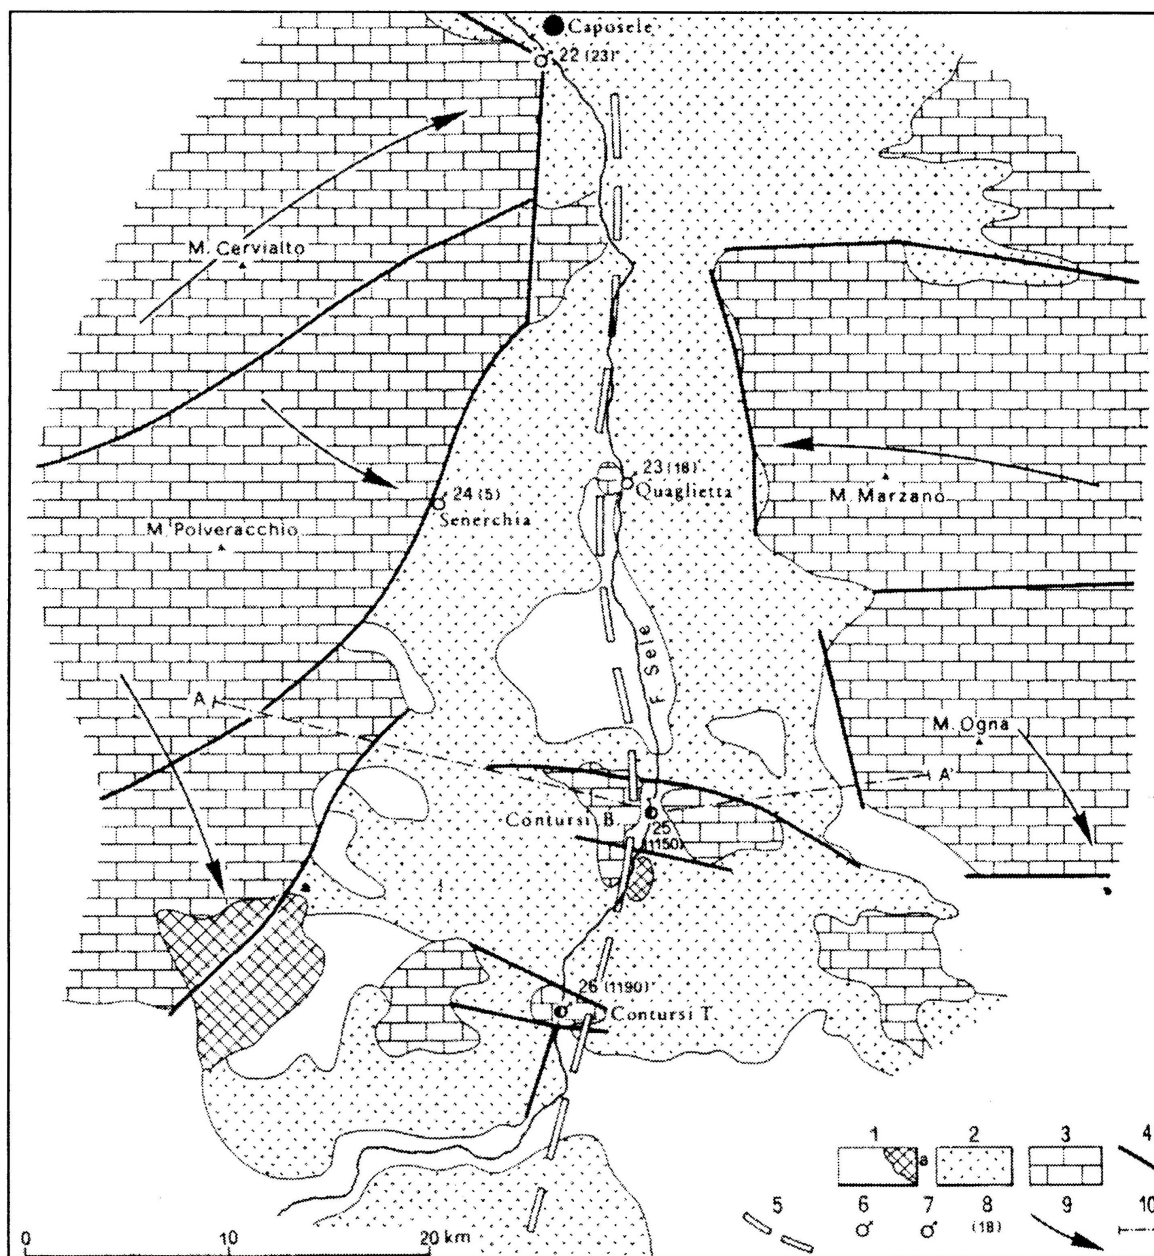 Caposele
22 (23)
M. Cervialto
23 (18)
Quaglietta
M. Marzano
24 (5)
Senerchia
M. Polveracchio
F. Sele
A
M. Ogna
A'
Contursi B.
25
(1150)
26 (1190)
Contursi T.
1 2 3 4
a
6 7 8 9 10
5
(18)
0 10 20 km